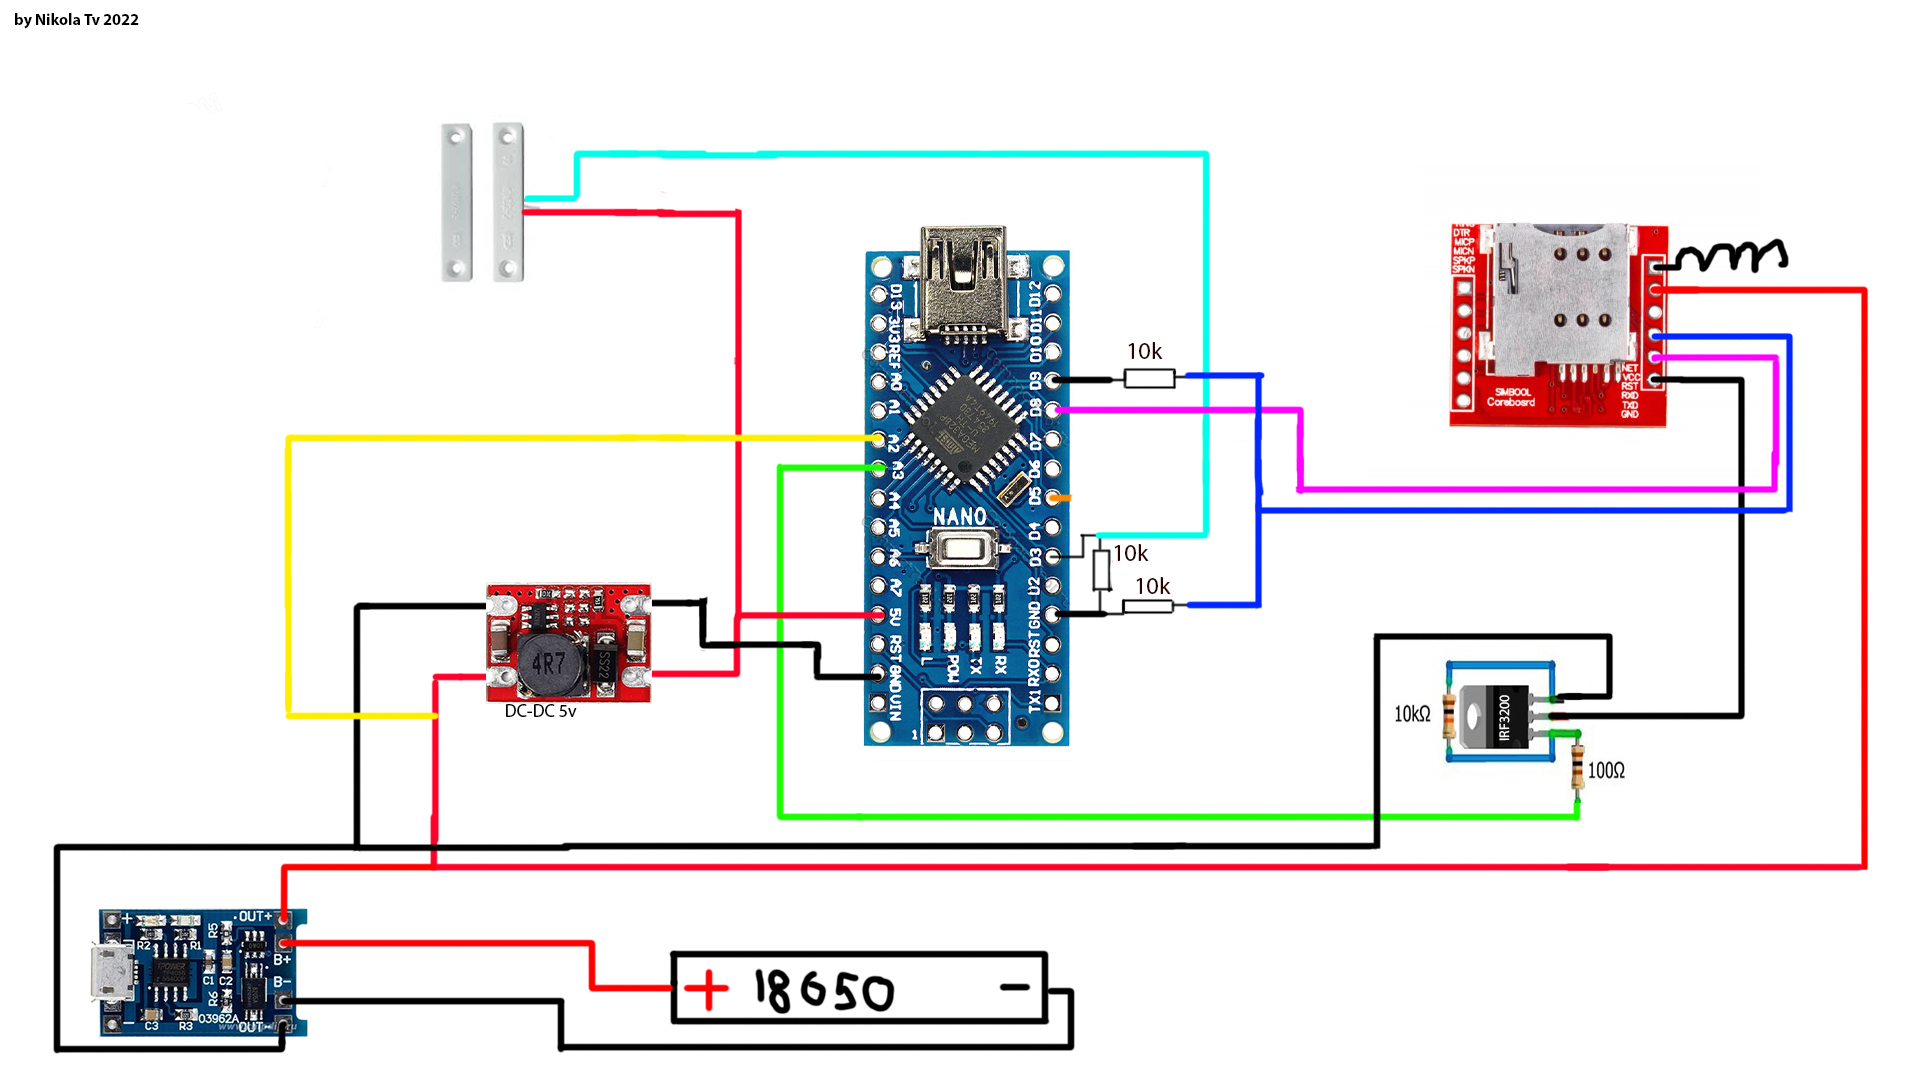 by Nikola Tv 2022
10k
10k
10k
D13
3V3
REF
A0
A1
A2
A3
A4
A5
A6
A7
5V
RST
GND
VIN
D12
D11
D10
D9
D8
D7
D6
D5
D4
D3
D2
GND
RST
RX0
TX1
NANO
L
POW
TX
RX
1
DTR
MICP
MICN
SPKP
SPKN
NET
VCC
RST
RXD
TXD
GND
SIM800L
Coreboard
4R7
SS22
DC-DC 5v
10kΩ
IRF3200
100Ω
+
OUT+
B+
B-
OUT-
R2
R1
R5
C1
C2
R6
C3
R3
03962A
-
+ 18650 -